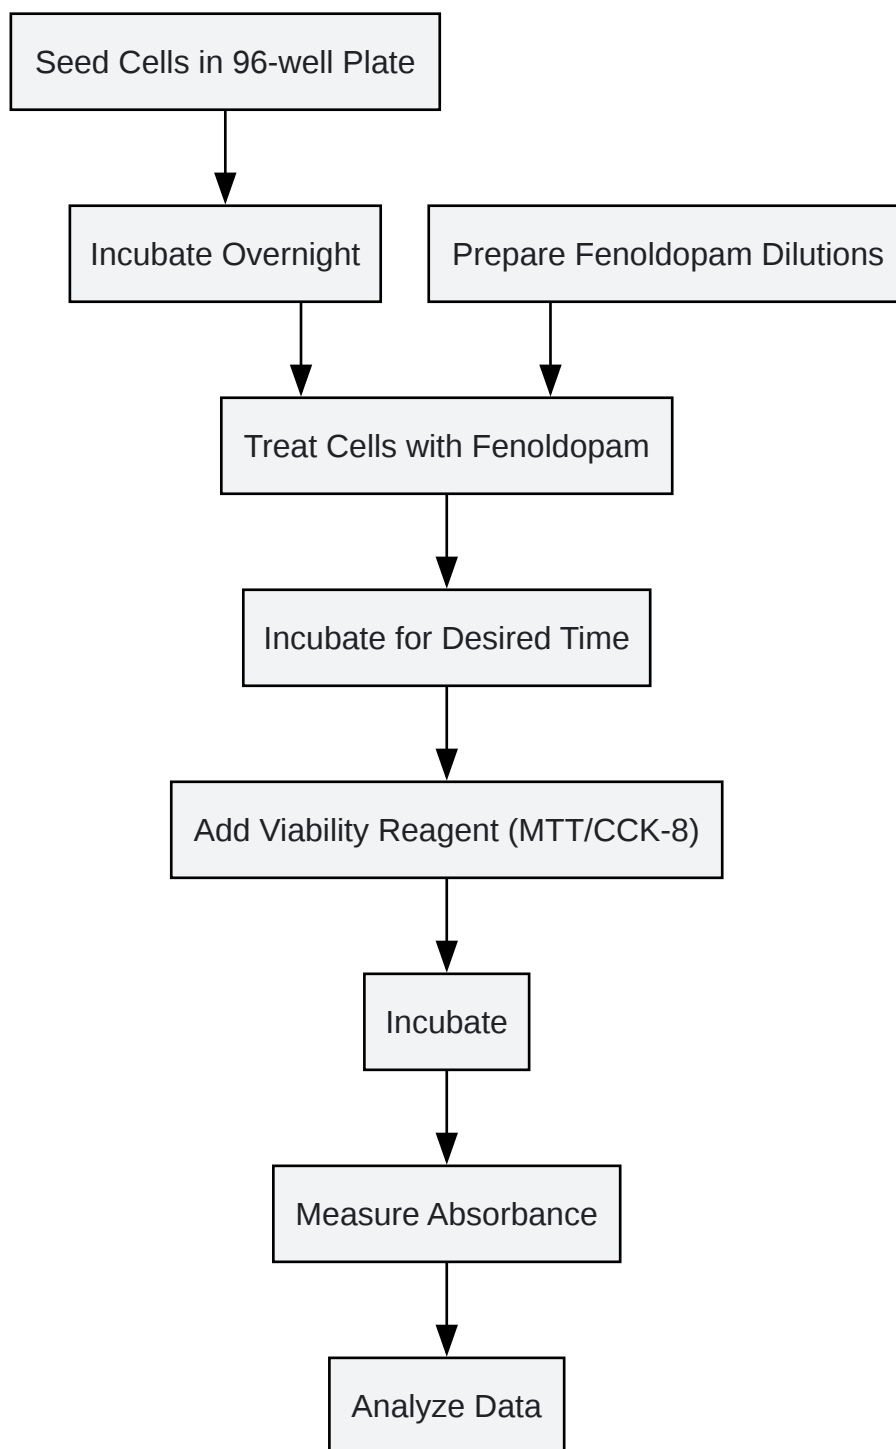 Seed Cells in 96-well Plate
Incubate Overnight
Prepare Fenoldopam Dilutions
Treat Cells with Fenoldopam
Incubate for Desired Time
Add Viability Reagent (MTT/CCK-8)
Incubate
Measure Absorbance
Analyze Data